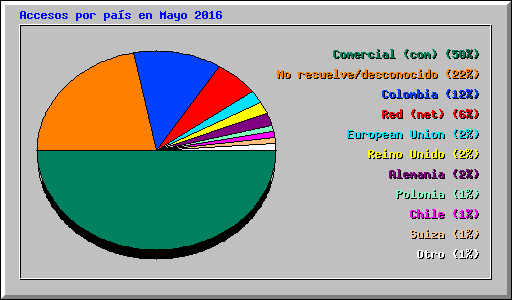 Accesos por país en Mayo 2016
Comercial (com) (50%)
No resuelve/desconocido (22%)
Colombia (12%)
Red (net) (6%)
European Union (2%)
Reino Unido (2%)
Alemania (2%)
Polonia (1%)
Chile (1%)
Suiza (1%)
Otro (1%)